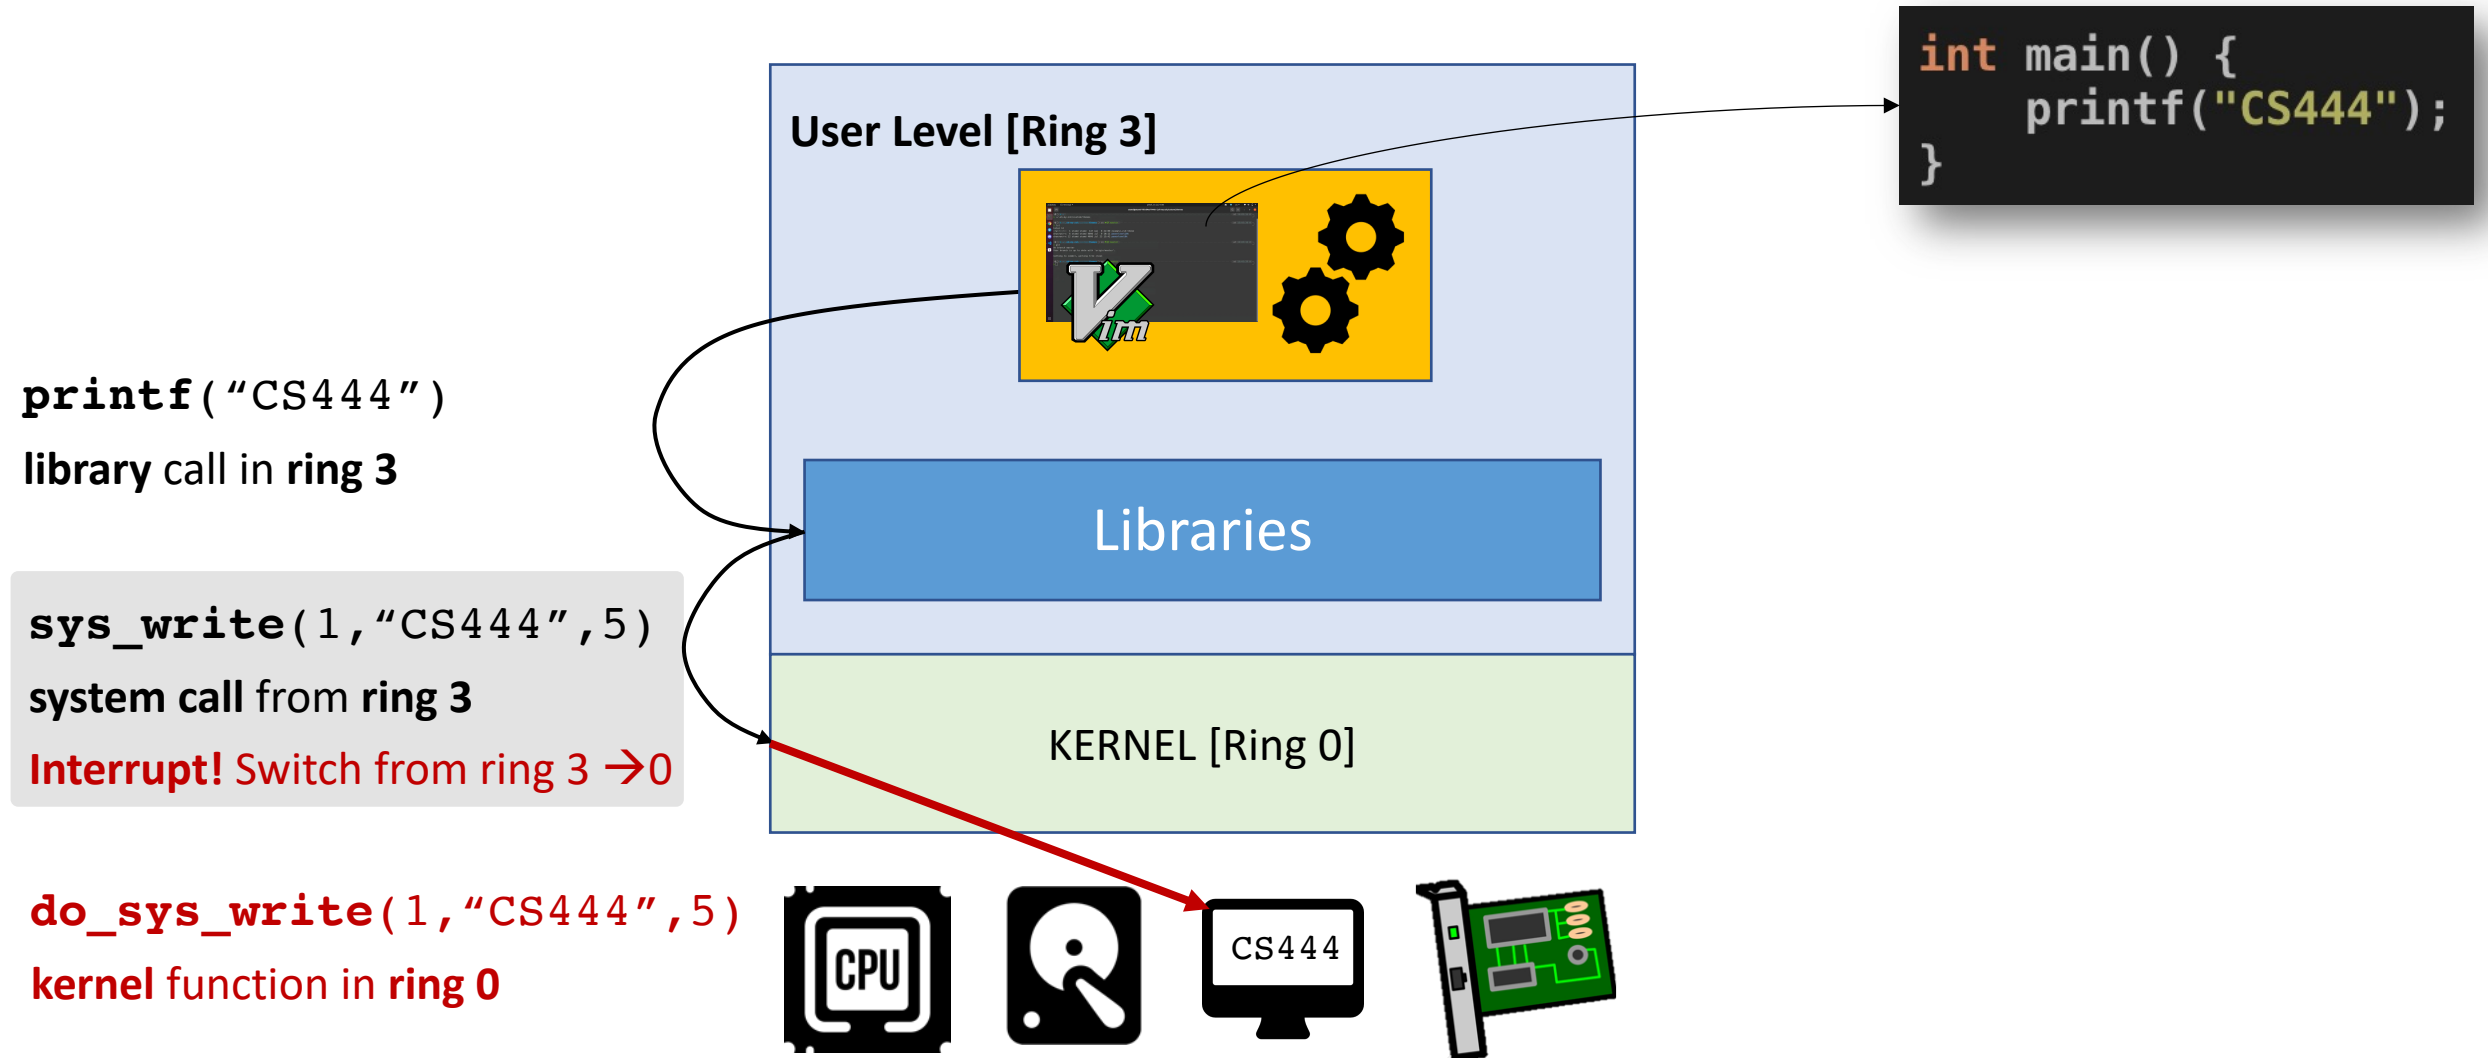 int main() {
    printf("CS444");
}
User Level [Ring 3]
Vim
printf(“CS444”)
library call in ring 3
Libraries
sys_write(1,“CS444”,5)
system call from ring 3
Interrupt! Switch from ring 3 →0
KERNEL [Ring 0]
do_sys_write(1,“CS444”,5)
kernel function in ring 0
CPU
CS444